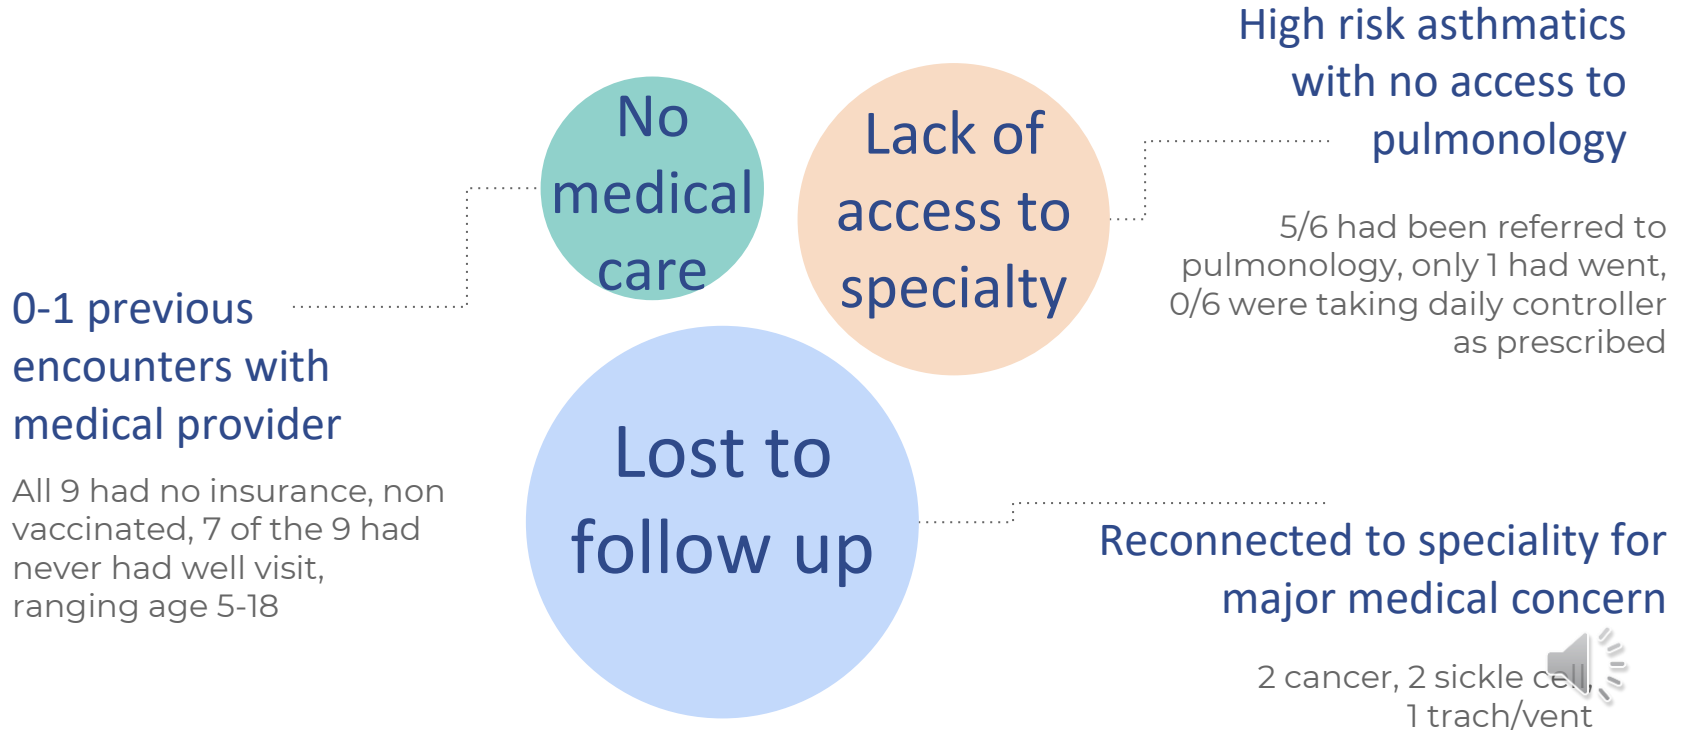 No
medical
care
0-1 previous
encounters with
medical provider
All 9 had no insurance, non
vaccinated, 7 of the 9 had
never had well visit,
ranging age 5-18
Lack of
access to
specialty
High risk asthmatics
with no access to
pulmonology
5/6 had been referred to
pulmonology, only 1 had went,
0/6 were taking daily controller
as prescribed
Lost to
follow up
Reconnected to speciality for
major medical concern
2 cancer, 2 sickle cell,
1 trach/vent